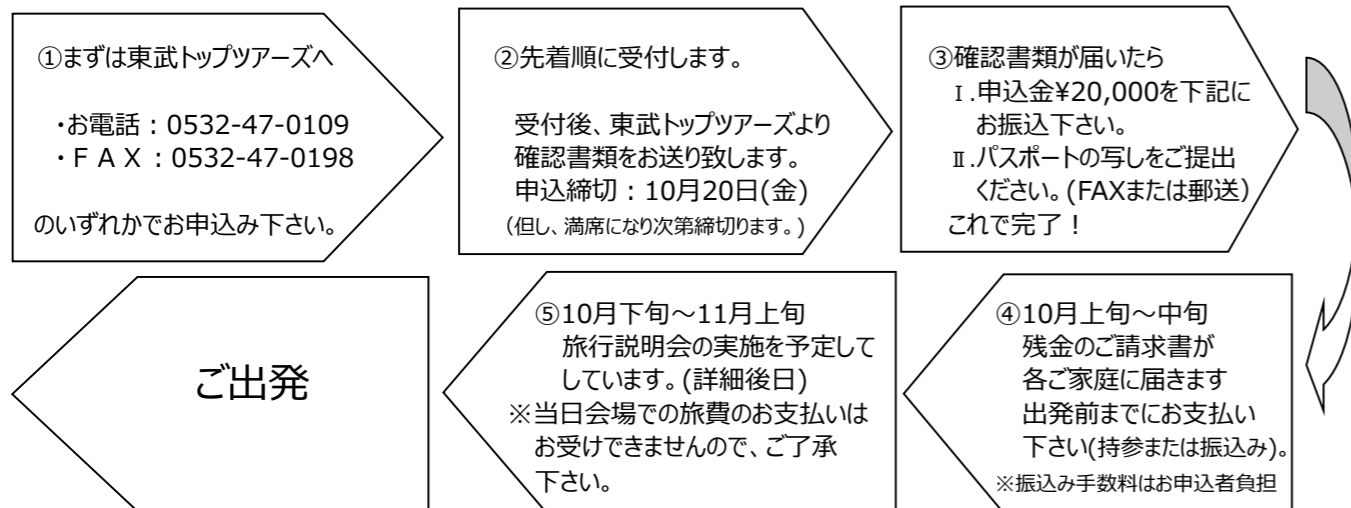 ①まずは東武トップツアーズへ
・お電話：0532-47-0109
・ＦＡＸ：0532-47-0198
のいずれかでお申込み下さい。
②先着順に受付します。
受付後、東武トップツアーズより
確認書類をお送り致します。
申込締切：10月20日(金)
（但し、満席になり次第締切ります。)
③確認書類が届いたら
Ⅰ.申込金¥20,000を下記に
お振込下さい。
Ⅱ.パスポートの写しをご提出
ください。(FAXまたは郵送)
これで完了！
④10月上旬～中旬
残金のご請求書が
各ご家庭に届きます
出発前までにお支払い
下さい(持参または振込み)。
※振込み手数料はお申込者負担
⑤10月下旬～11月上旬
旅行説明会の実施を予定して
しています。(詳細後日)
※当日会場での旅費のお支払いは
お受けできませんので、ご了承
下さい。
ご出発